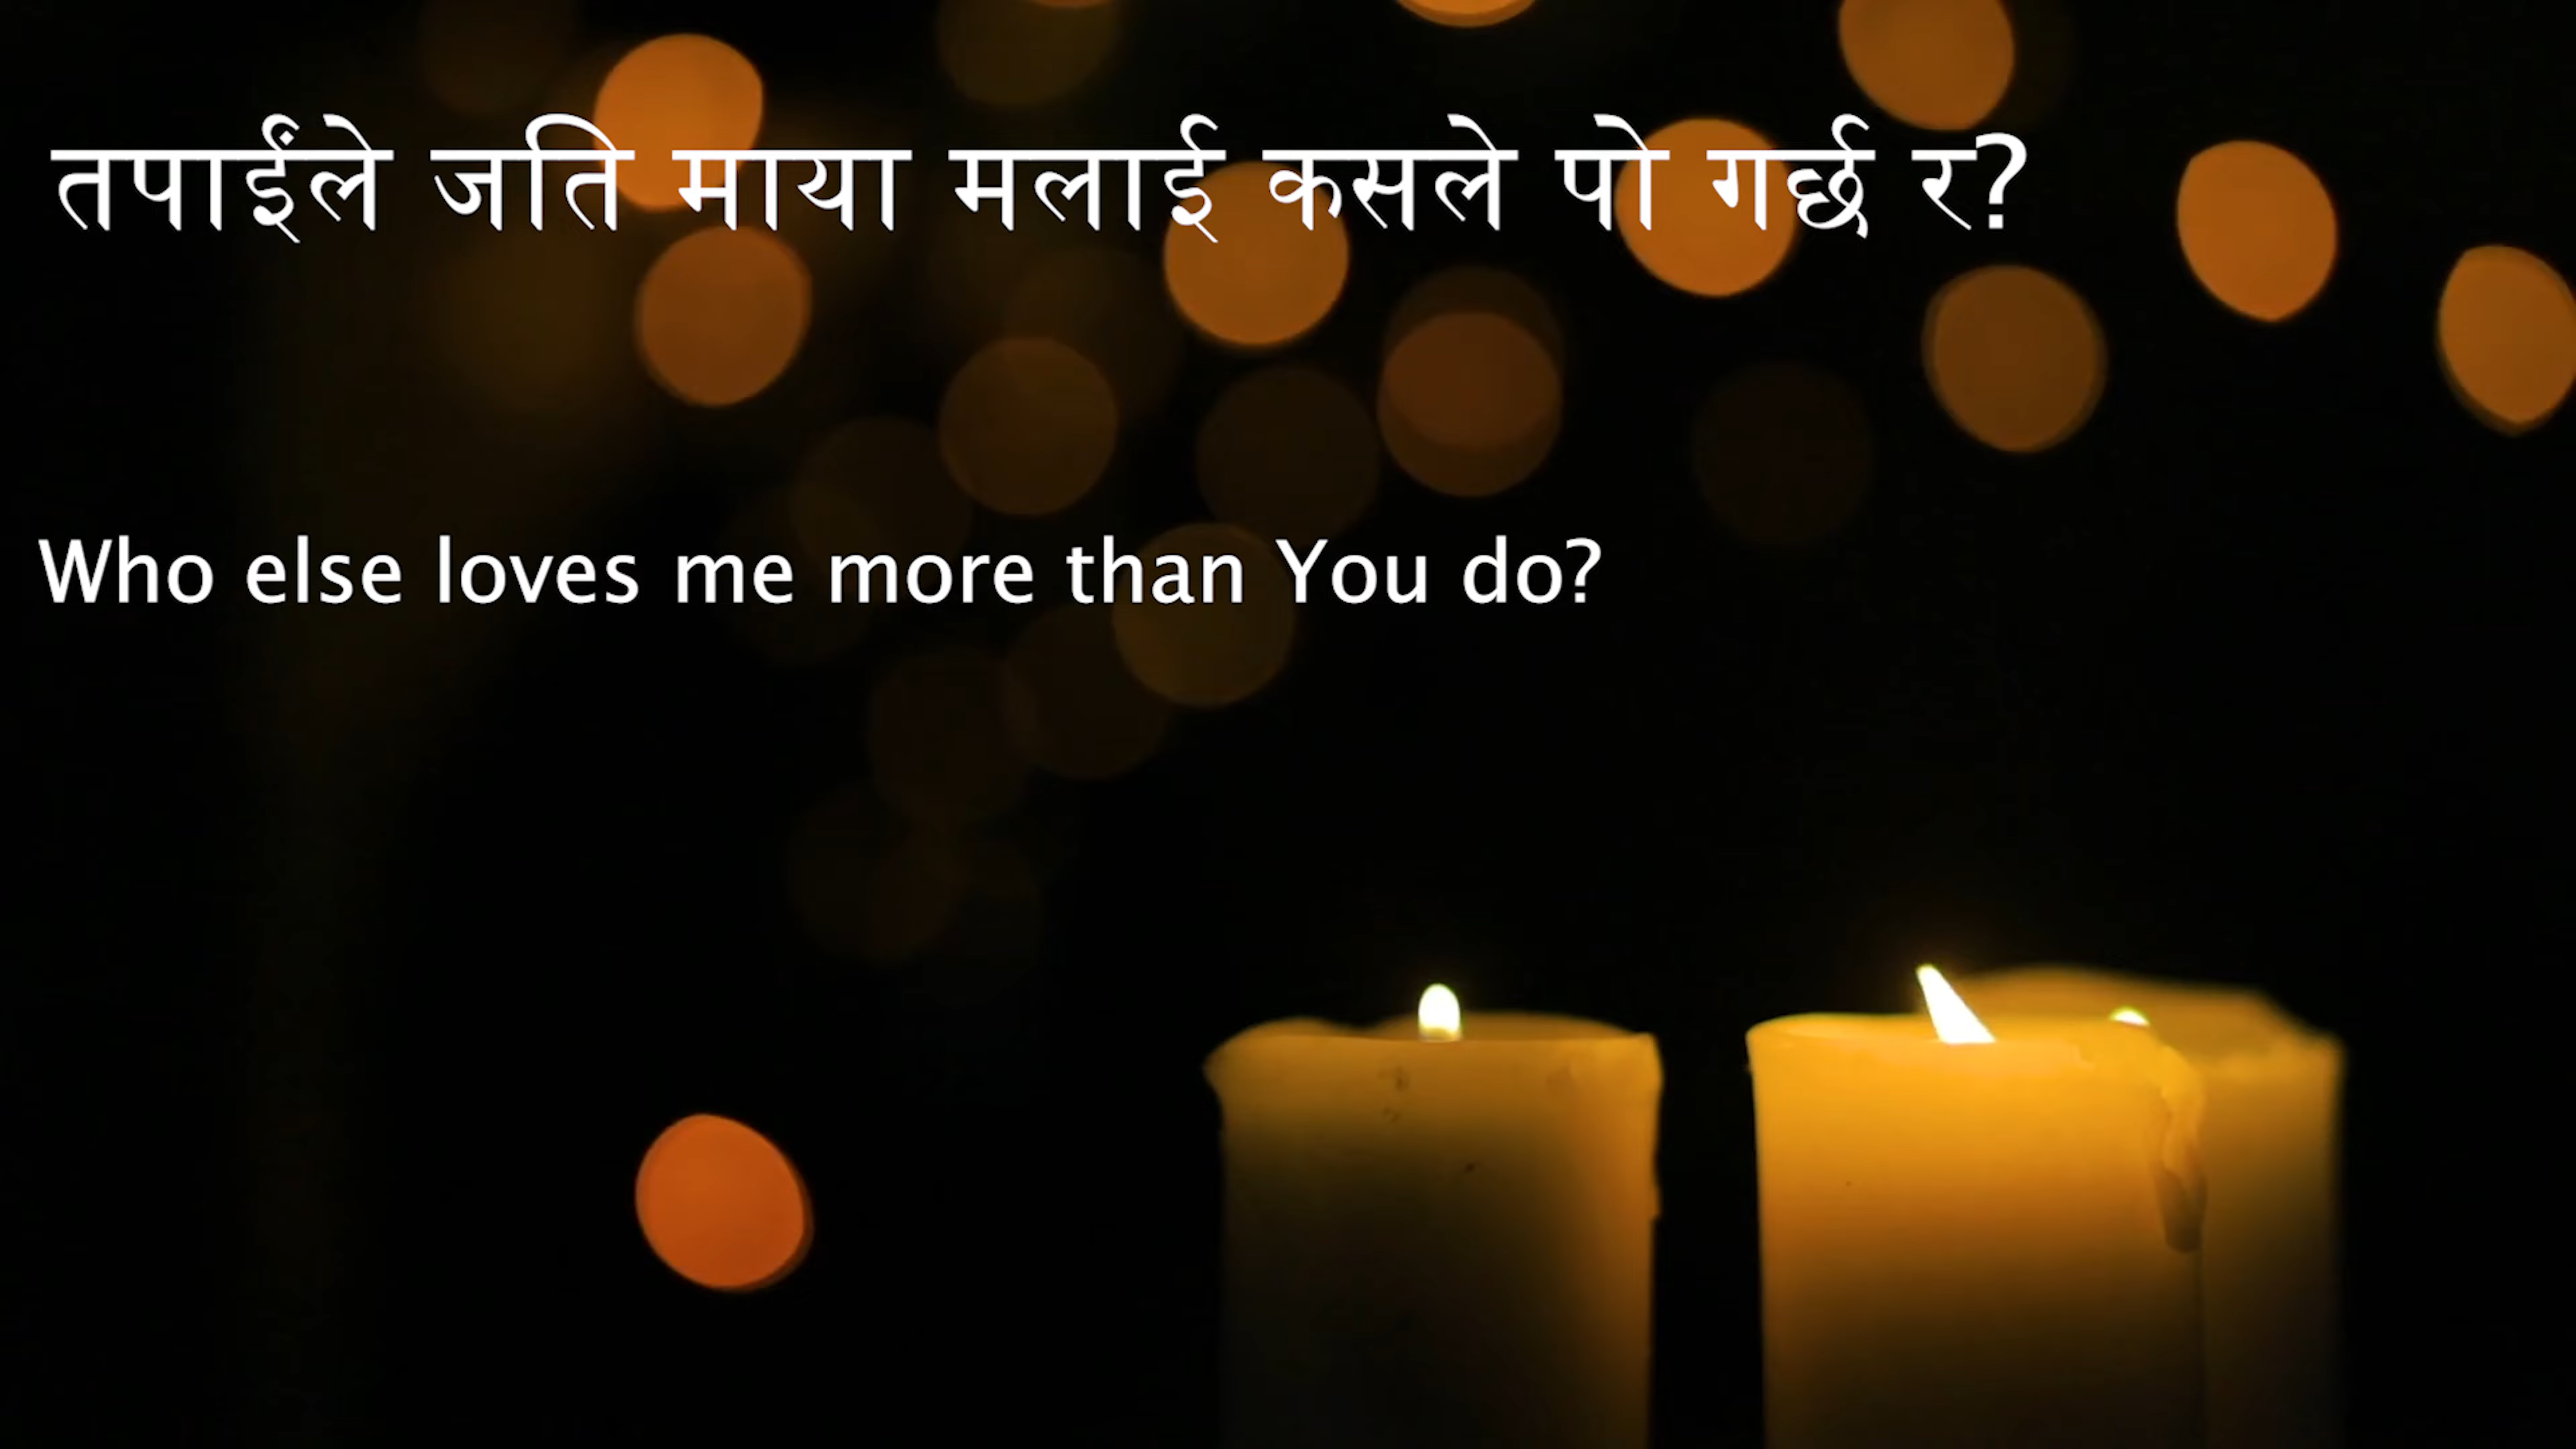 तपाईंले जति माया मलाई कसले पो गर्छ र?
Who else loves me more than You do?